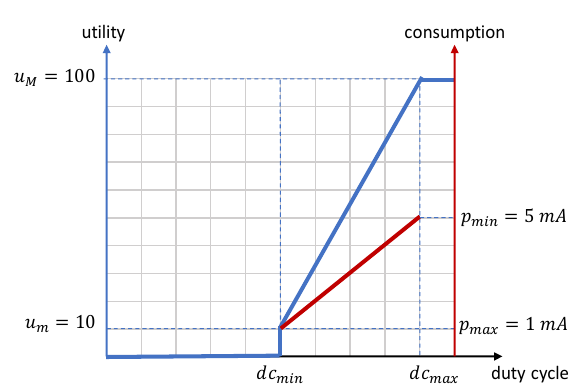 utility
consumption
u_M = 100
p_min = 5 mA
u_m = 10
p_max = 1 mA
dc_min
dc_max
duty cycle